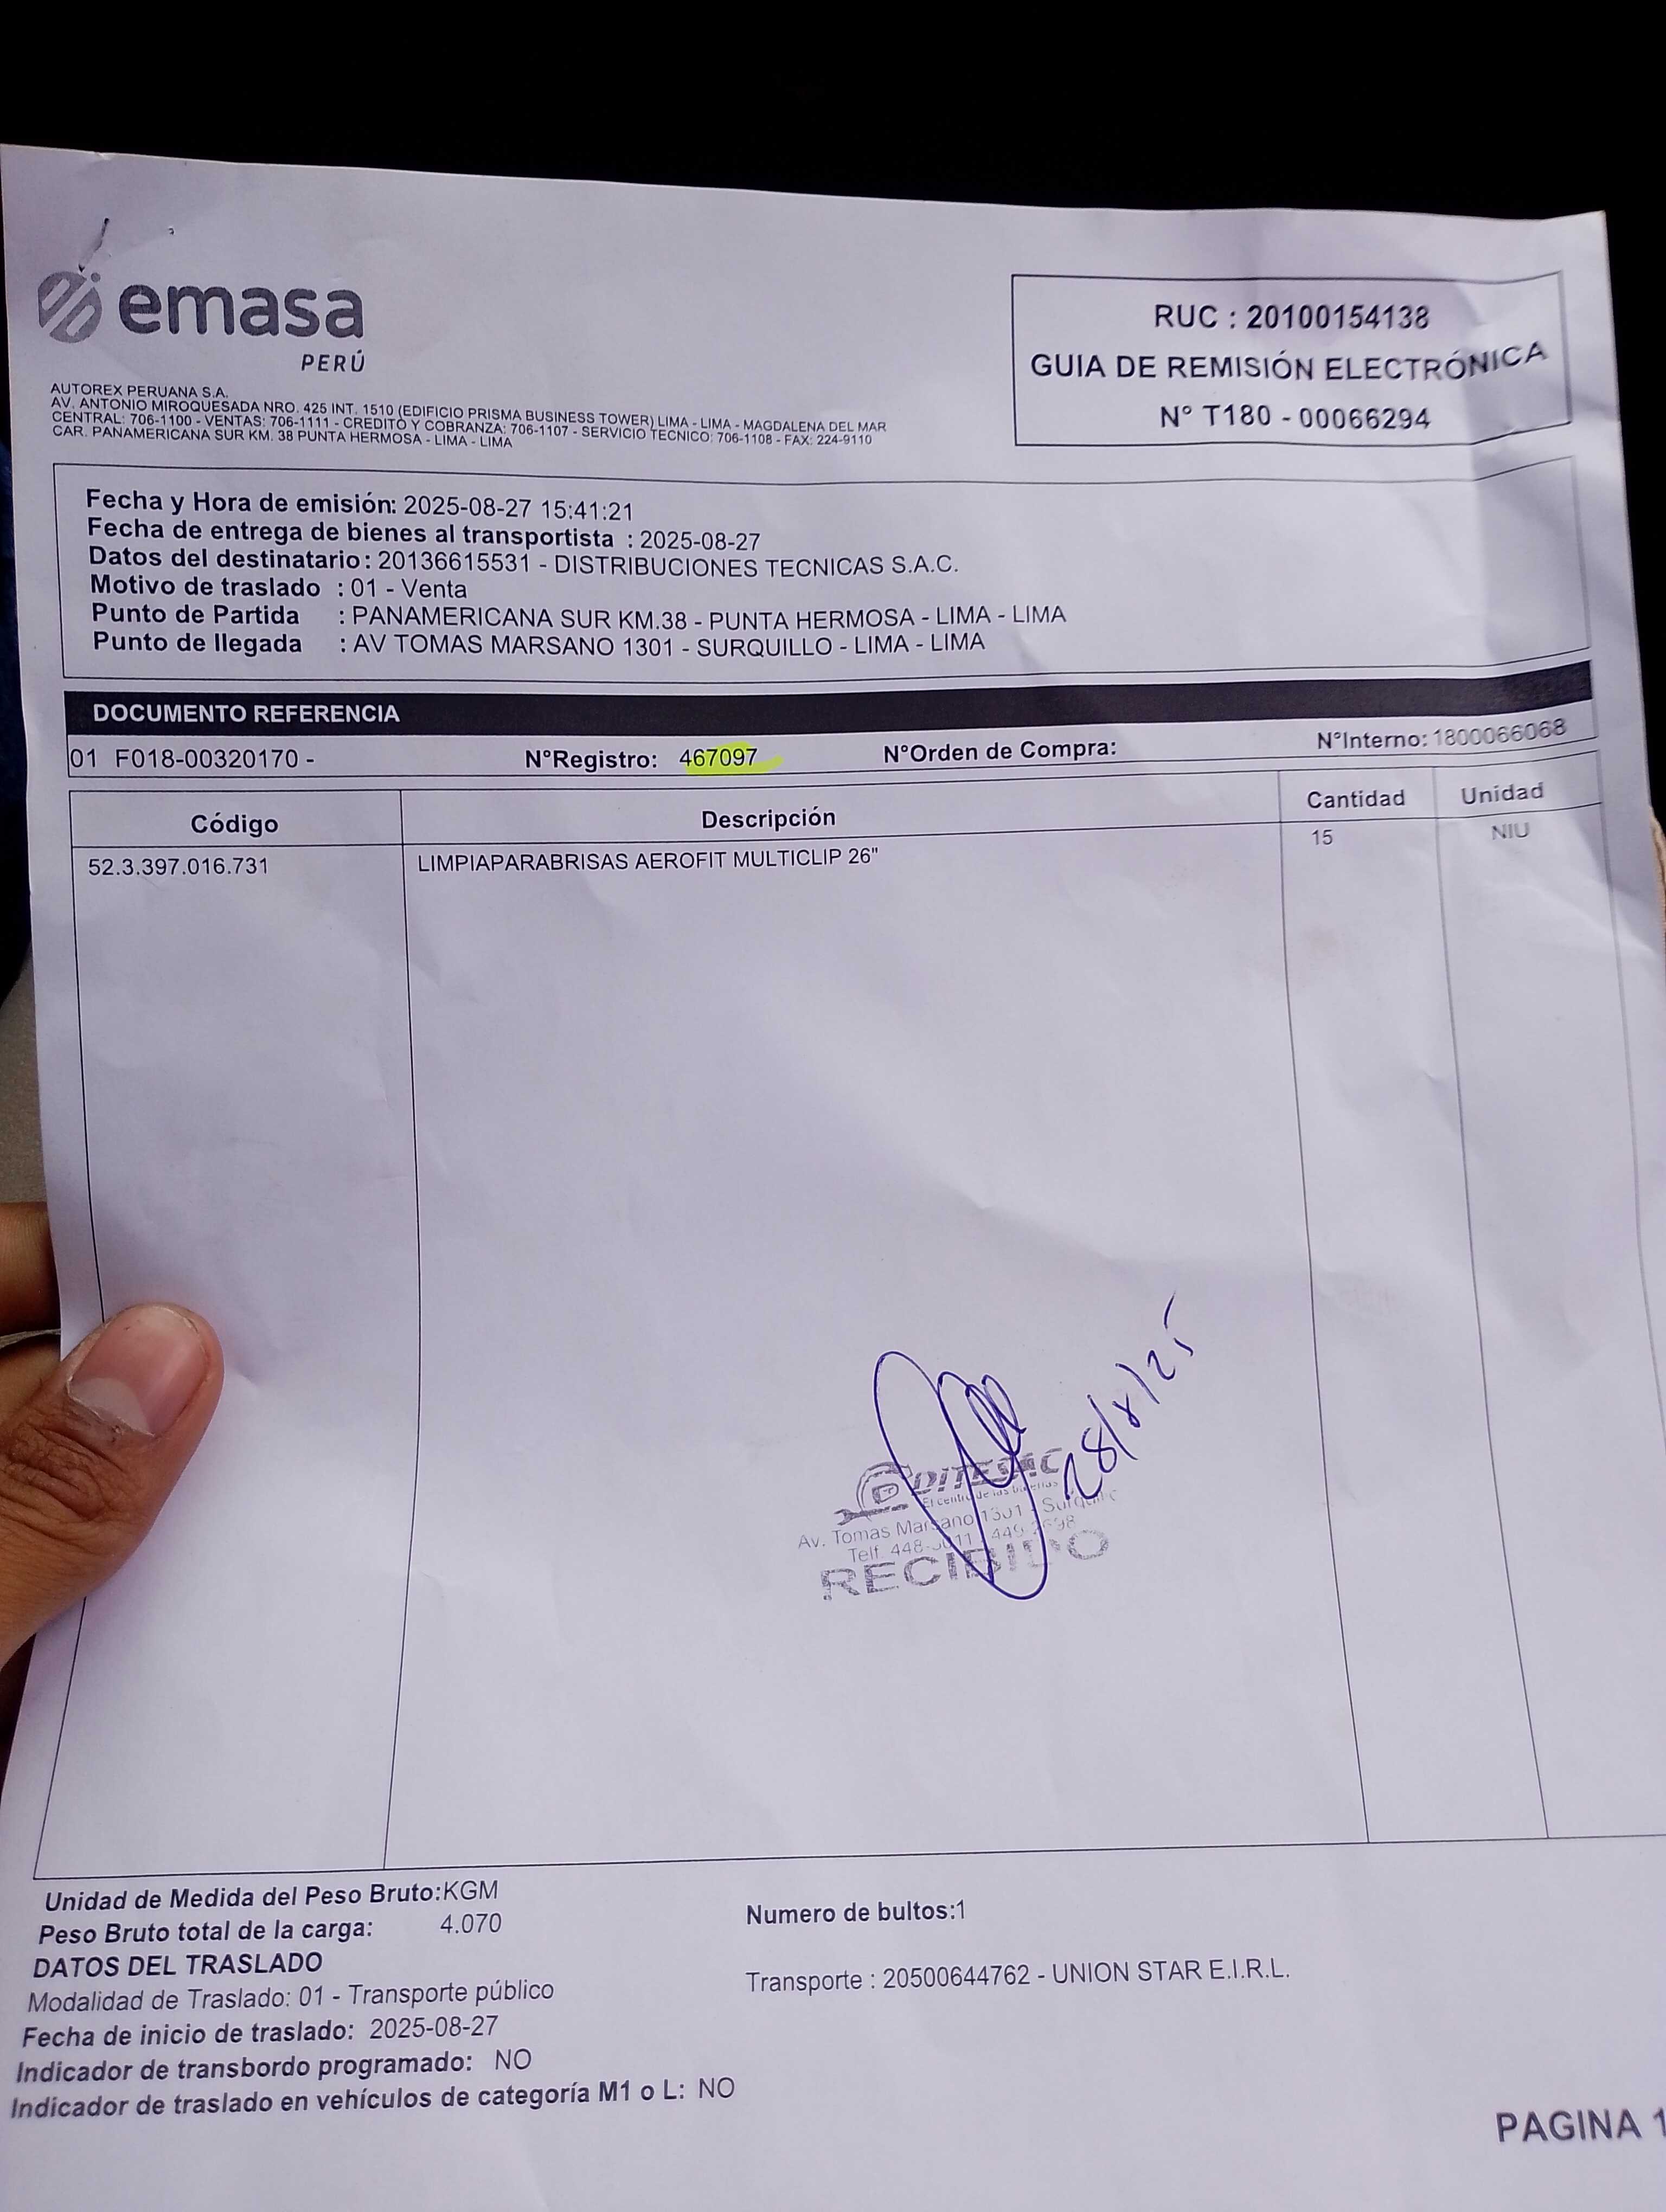 emasa
PERÚ
RUC : 20100154138
GUIA DE REMISIÓN ELECTRÓNICA
N° T180 - 00066294
AUTOREX PERUANA S.A.
AV. ANTONIO MIROQUESADA NRO. 425 INT. 1510 (EDIFICIO PRISMA BUSINESS TOWER) LIMA - LIMA - MAGDALENA DEL MAR
CENTRAL: 706-1100 - VENTAS: 706-1111 - CREDITO Y COBRANZA: 706-1107 - SERVICIO TECNICO: 706-1108 - FAX: 224-9110
CAR. PANAMERICANA SUR KM. 38 PUNTA HERMOSA - LIMA - LIMA
Fecha y Hora de emisión: 2025-08-27 15:41:21
Fecha de entrega de bienes al transportista : 2025-08-27
Datos del destinatario : 20136615531 - DISTRIBUCIONES TECNICAS S.A.C.
Motivo de traslado : 01 - Venta
Punto de Partida : PANAMERICANA SUR KM.38 - PUNTA HERMOSA - LIMA - LIMA
Punto de llegada : AV TOMAS MARSANO 1301 - SURQUILLO - LIMA - LIMA
DOCUMENTO REFERENCIA
01 F018-00320170 - N°Registro: 467097 N°Orden de Compra: N°Interno: 1800066068
Código Descripción Cantidad Unidad
52.3.397.016.731 LIMPIAPARABRISAS AEROFIT MULTICLIP 26" 15 NIU
28/8/25
DITESAC
El centro de las
Av. Tomas Marsano 1301 - Surquillo
Telf. 448-
RECIBIDO
Unidad de Medida del Peso Bruto:KGM
Peso Bruto total de la carga: 4.070
Numero de bultos:1
DATOS DEL TRASLADO
Modalidad de Traslado: 01 - Transporte público
Transporte : 20500644762 - UNION STAR E.I.R.L.
Fecha de inicio de traslado: 2025-08-27
Indicador de transbordo programado: NO
Indicador de traslado en vehículos de categoría M1 o L: NO
PAGINA 1